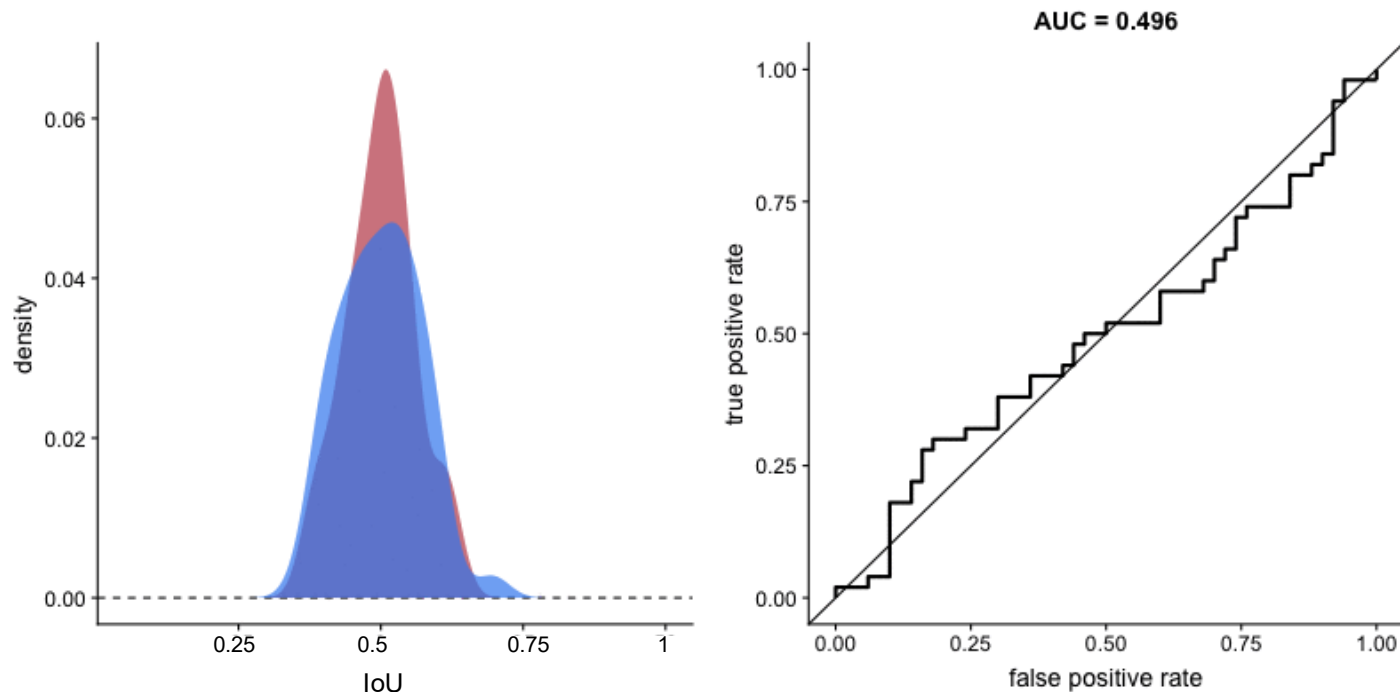 AUC = 0.496
density
0.06
0.04
0.02
0.00
0.25 0.5 0.75 1
IoU
true positive rate
1.00
0.75
0.50
0.25
0.00
0.00 0.25 0.50 0.75 1.00
false positive rate